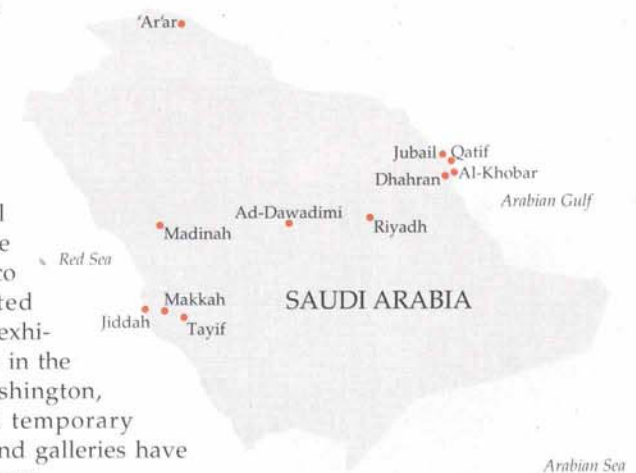 'Ar'ar
Jubail Qatif
Dhahran Al-Khobar
Arabian Gulf
Ad-Dawadimi
Madinah
Riyadh
Red Sea
Makkah
SAUDI ARABIA
Jiddah
Tayif
Arabian Sea
ted
exhi-
in the
shington,
temporary
nd galleries have